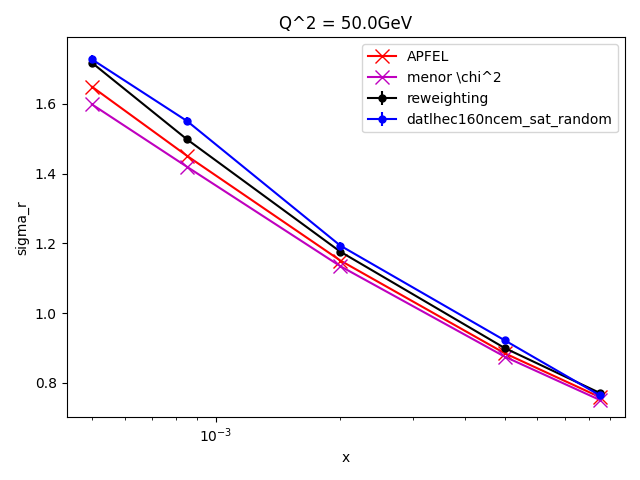 Q^2 = 50.0GeV
APFEL
menor \chi^2
reweighting
datlhec160ncem_sat_random
sigma_r
1.6
1.4
1.2
1.0
0.8
10^{-3}
x